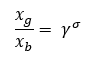 x_g / x_b = γ^σ